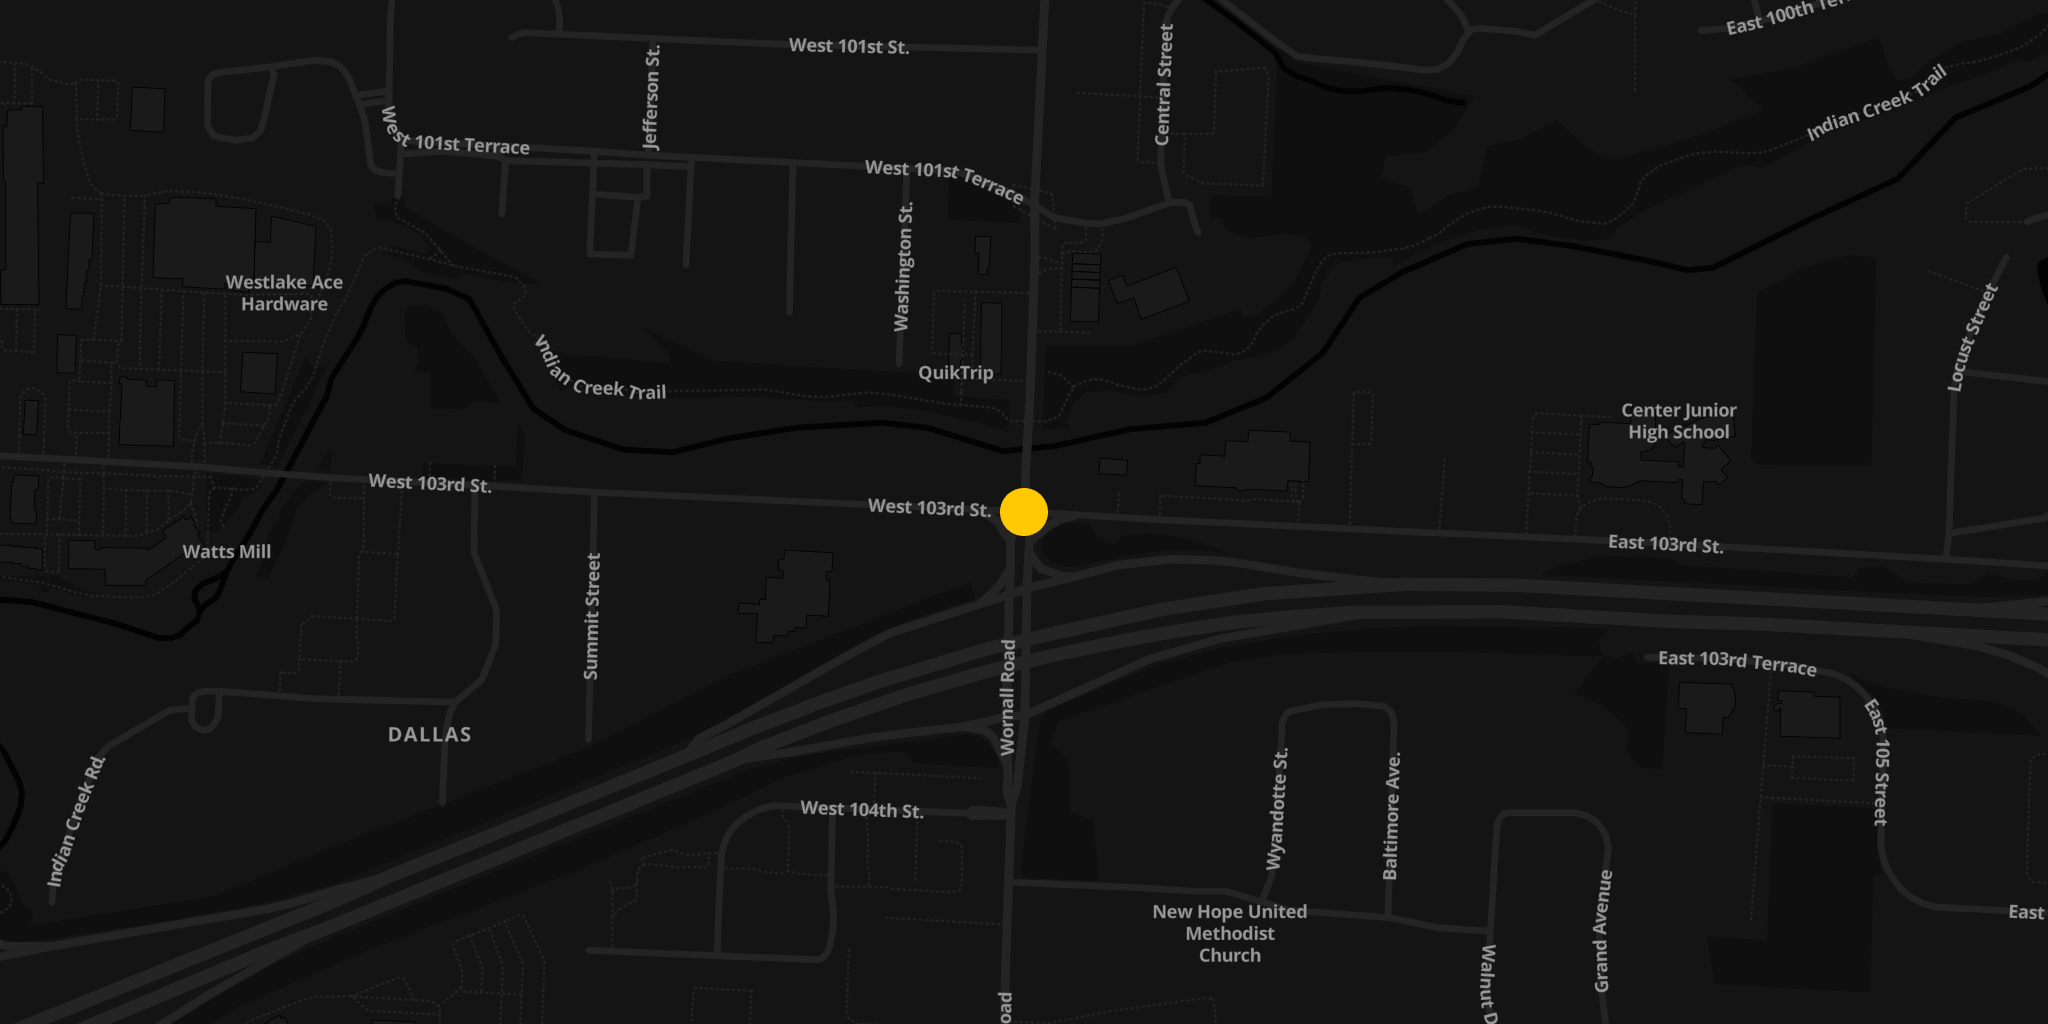 East 100th Ter
West 101st St.
Jefferson St.
Central Street
Indian Creek Trail
West 101st Terrace
West 101st Terrace
Washington St.
Westlake Ace
Hardware
Locust Street
Indian Creek Trail
QuikTrip
Center Junior
High School
West 103rd St.
West 103rd St.
East 103rd St.
Watts Mill
Summit Street
Wornall Road
East 103rd Terrace
East 105 Street
DALLAS
Indian Creek Rd.
West 104th St.
Wyandotte St.
Baltimore Ave.
Grand Avenue
New Hope United
Methodist
Church
East
Walnut D
oad